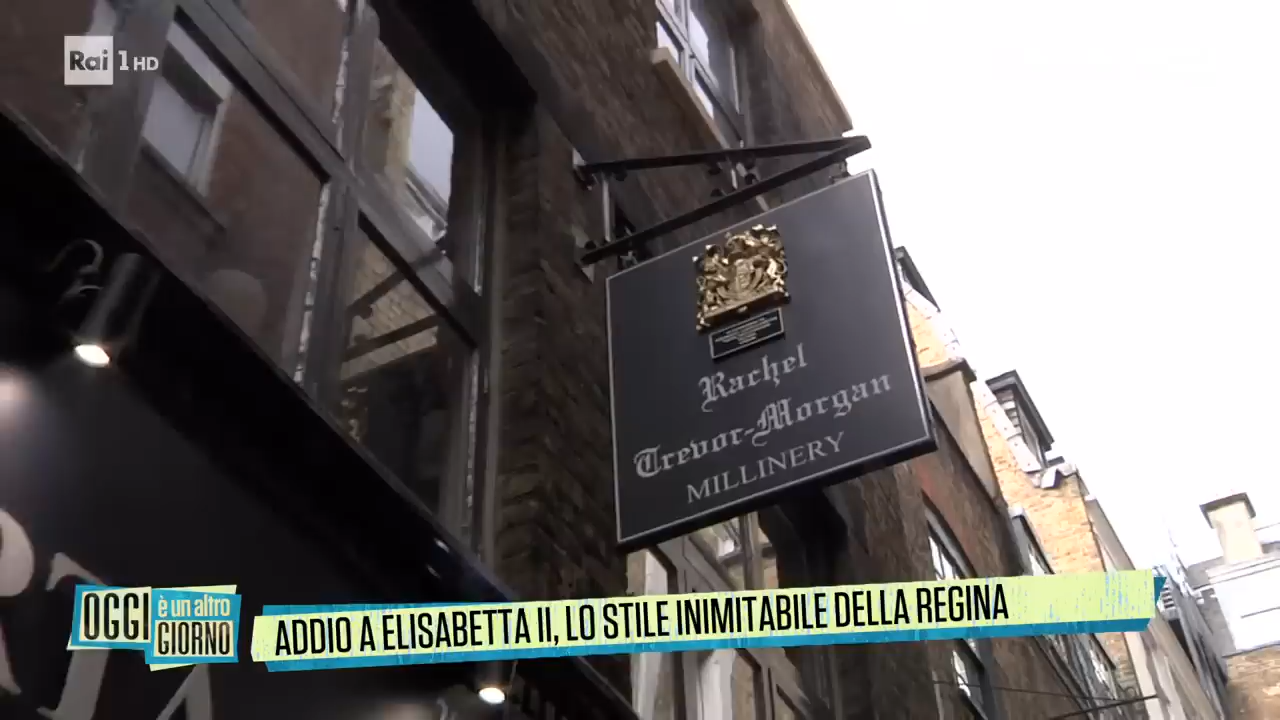 Rai 1 HD
Rachel
Trevor-Morgan
MILLINERY
OGGI è un altro GIORNO
ADDIO A ELISABETTA II, LO STILE INIMITABILE DELLA REGINA